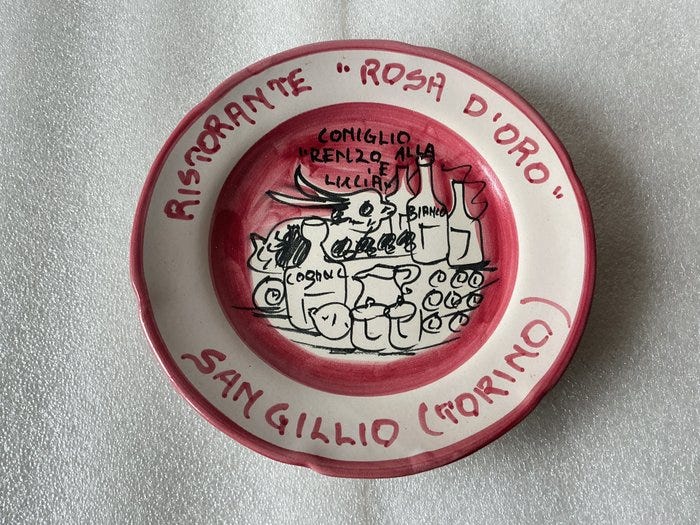 RISTORANTE "ROSA D'ORO"
CONIGLIO
"RENZO ALLA
E
LUCIA"
BIANCO
COGNAC
SAN GILLIO (TORINO)